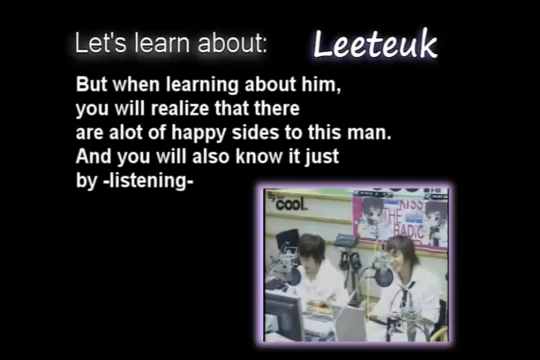 Let's learn about: Leeteuk
But when learning about him,
you will realize that there
are alot of happy sides to this man.
And you will also know it just
by -listening-
cool.
KISS
THE
RADIO